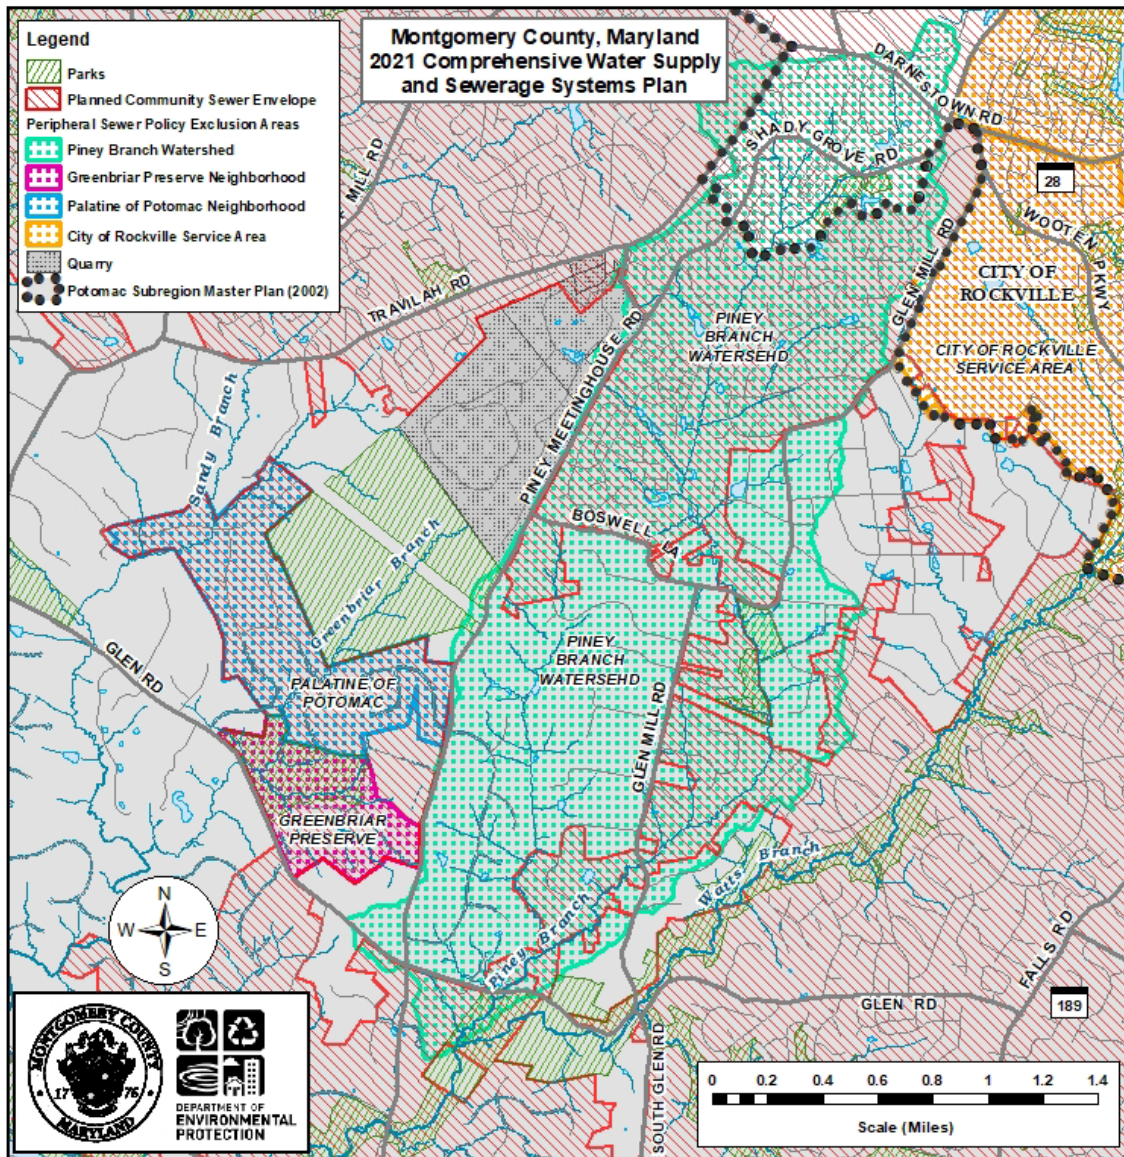 Legend
Parks
Planned Community Sewer Envelope
Peripheral Sewer Policy Exclusion Areas
Piney Branch Watershed
Greenbriar Preserve Neighborhood
Palatine of Potomac Neighborhood
City of Rockville Service Area
Quarry
Potomac Subregion Master Plan (2002)
Montgomery County, Maryland
2021 Comprehensive Water Supply
and Sewerage Systems Plan
DARNESTOWN RD
SHADY GROVE RD
MILL RD
28
WOOTEN PKWY
GLEN MILL RD
CITY OF
ROCKVILLE
CITY OF ROCKVILLE
SERVICE AREA
TRAVILAH RD
PINEY
BRANCH
WATERSEHD
PINEY MEETINGHOUSE RD
Sandy Branch
BOSWELL LA
Greenbriar Branch
GLEN RD
PALATINE OF
POTOMAC
PINEY
BRANCH
WATERSEHD
GLEN MILL RD
GREENBRIAR
PRESERVE
Watts Branch
Piney Branch
FALLS RD
GLEN RD
189
SOUTH GLEN RD
N
W E
S
MONTGOMERY COUNTY
17 76
MARYLAND
DEPARTMENT OF
ENVIRONMENTAL
PROTECTION
0 0.2 0.4 0.6 0.8 1 1.2 1.4
Scale (Miles)